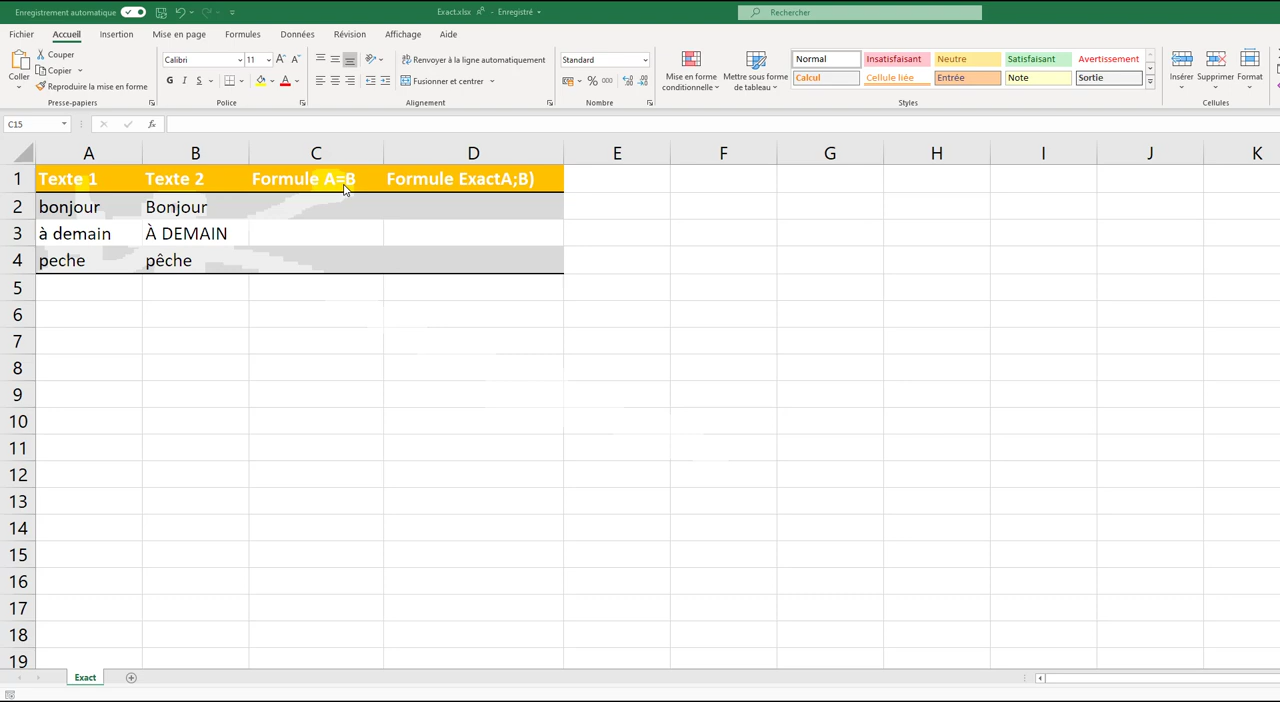 Enregistrement automatique
Exact.xlsx - Enregistré
Rechercher
Fichier Accueil Insertion Mise en page Formules Données Révision Affichage Aide
Coller
Couper
Copier
Reproduire la mise en forme
Presse-papiers
Calibri 11
G I S
Police
Renvoyer à la ligne automatiquement
Fusionner et centrer
Alignement
Standard
% 000
Nombre
Mise en forme conditionnelle
Mettre sous forme de tableau
Normal Insatisfaisant Neutre Satisfaisant Avertissement
Calcul Cellule liée Entrée Note Sortie
Styles
Insérer Supprimer Format
Cellules
C15 fx
A B C D E F G H I J K
1 Texte 1 Texte 2 Formule A=B Formule ExactA;B)
2 bonjour Bonjour
3 à demain À DEMAIN
4 peche pêche
5
6
7
8
9
10
11
12
13
14
15
16
17
18
19
Exact